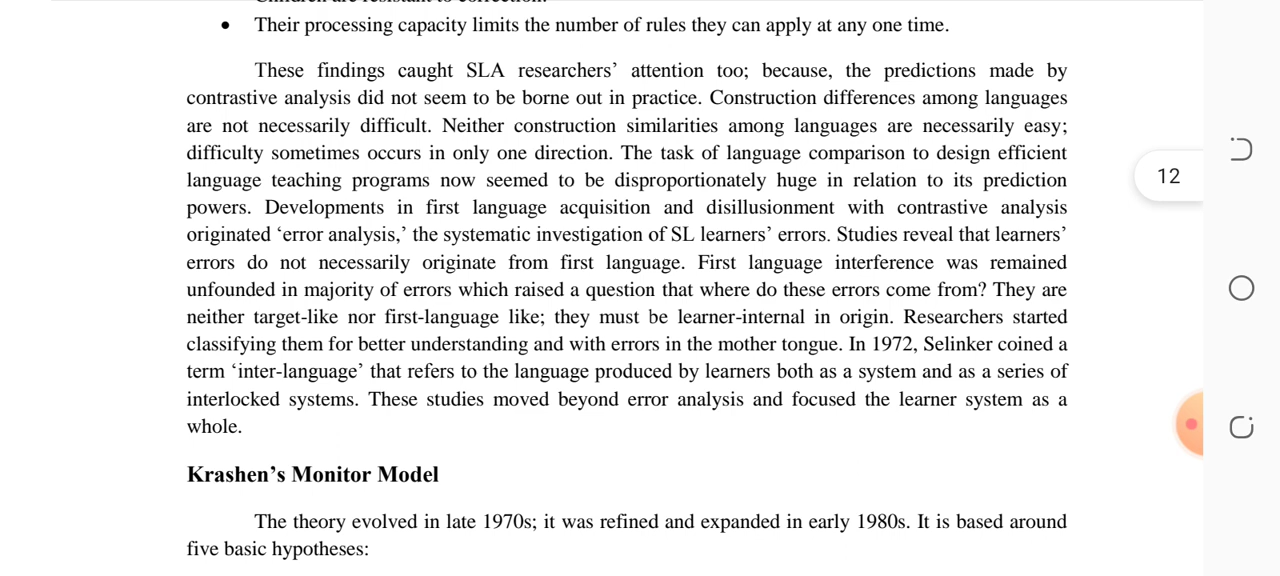 • Their processing capacity limits the number of rules they can apply at any one time.
These findings caught SLA researchers’ attention too; because, the predictions made by
contrastive analysis did not seem to be borne out in practice. Construction differences among languages
are not necessarily difficult. Neither construction similarities among languages are necessarily easy;
difficulty sometimes occurs in only one direction. The task of language comparison to design efficient
language teaching programs now seemed to be disproportionately huge in relation to its prediction
powers. Developments in first language acquisition and disillusionment with contrastive analysis
originated ‘error analysis,’ the systematic investigation of SL learners’ errors. Studies reveal that learners’
errors do not necessarily originate from first language. First language interference was remained
unfounded in majority of errors which raised a question that where do these errors come from? They are
neither target-like nor first-language like; they must be learner-internal in origin. Researchers started
classifying them for better understanding and with errors in the mother tongue. In 1972, Selinker coined a
term ‘inter-language’ that refers to the language produced by learners both as a system and as a series of
interlocked systems. These studies moved beyond error analysis and focused the learner system as a
whole.
Krashen’s Monitor Model
The theory evolved in late 1970s; it was refined and expanded in early 1980s. It is based around
five basic hypotheses:
12